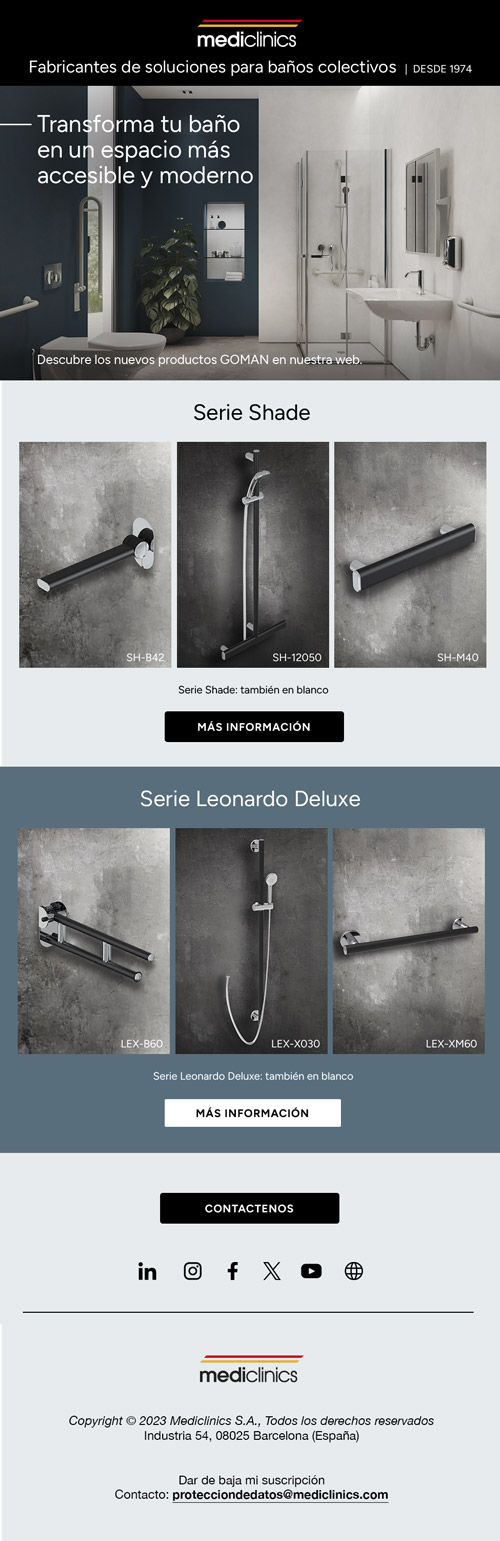 mediclinics
Fabricantes de soluciones para baños colectivos | DESDE 1974
Transforma tu baño
en un espacio más
accesible y moderno
Descubre los nuevos productos GOMAN en nuestra web.
Serie Shade
SH-B42
SH-12050
SH-M40
Serie Shade: también en blanco
MÁS INFORMACIÓN
Serie Leonardo Deluxe
LEX-B60
LEX-X030
LEX-XM60
Serie Leonardo Deluxe: también en blanco
MÁS INFORMACIÓN
CONTACTENOS
mediclinics
Copyright © 2023 Mediclinics S.A., Todos los derechos reservados
Industria 54, 08025 Barcelona (España)
Dar de baja mi suscripción
Contacto: protecciondedatos@mediclinics.com